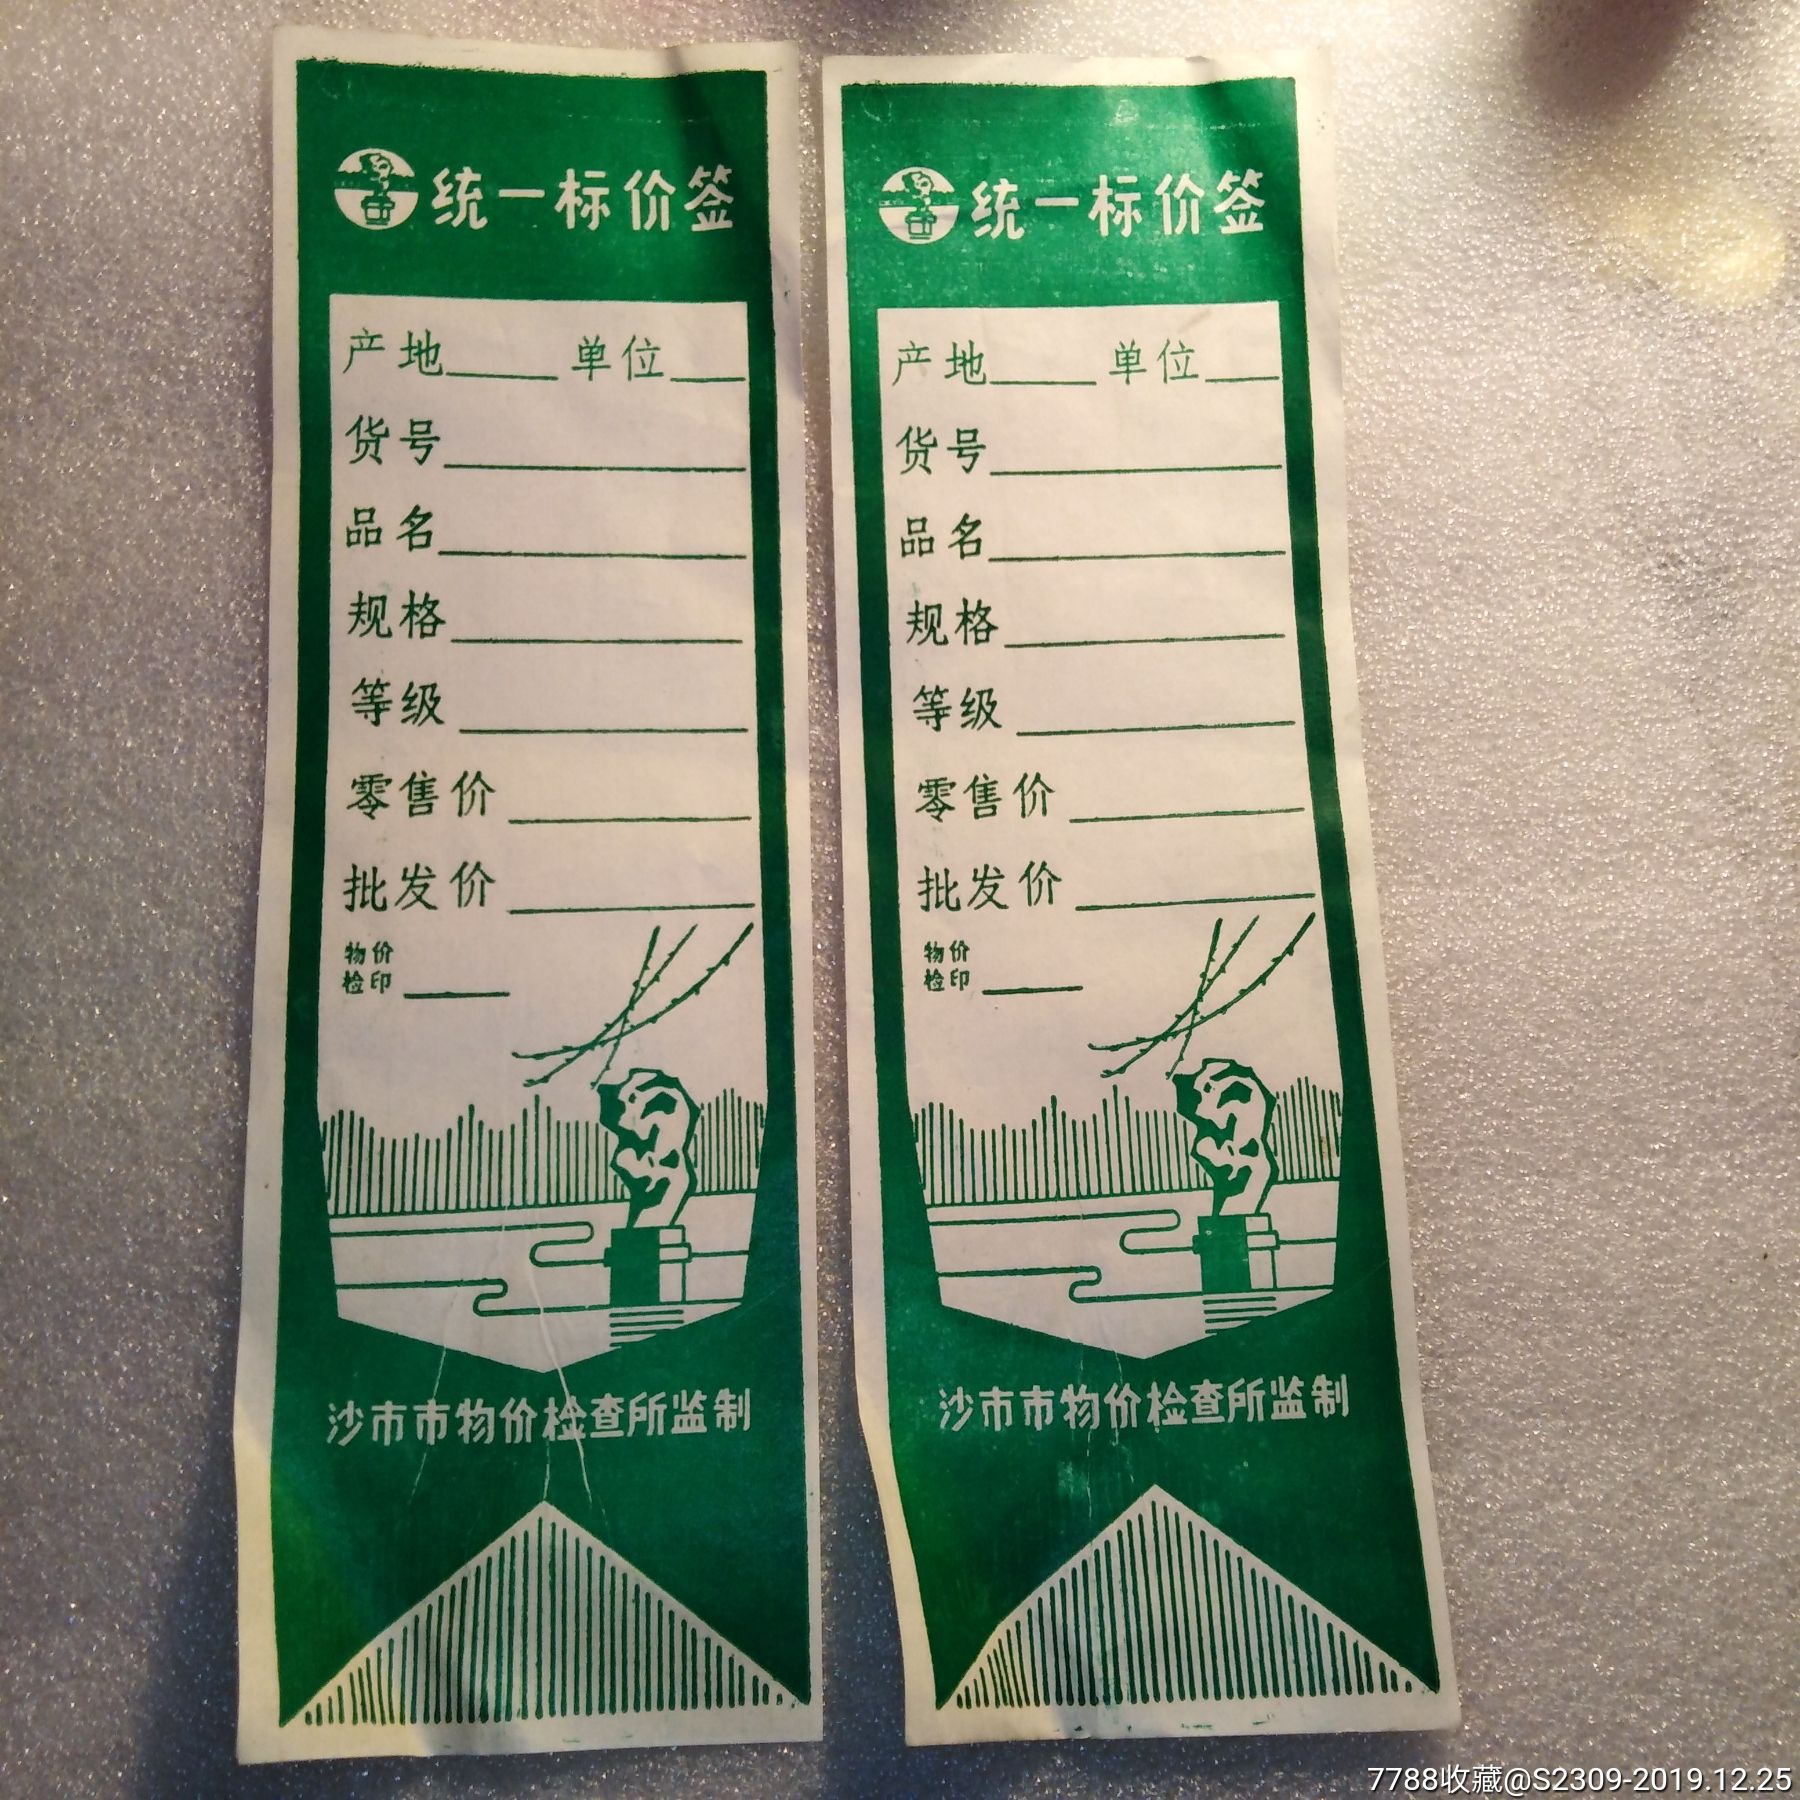 统一标价签
产地 单位
货号
品名
规格
等级
零售价
批发价
物价
检印
沙市市物价检查所监制
统一标价签
产地 单位
货号
品名
规格
等级
零售价
批发价
物价
检印
沙市市物价检查所监制
7788收藏@S2309-2019.12.25